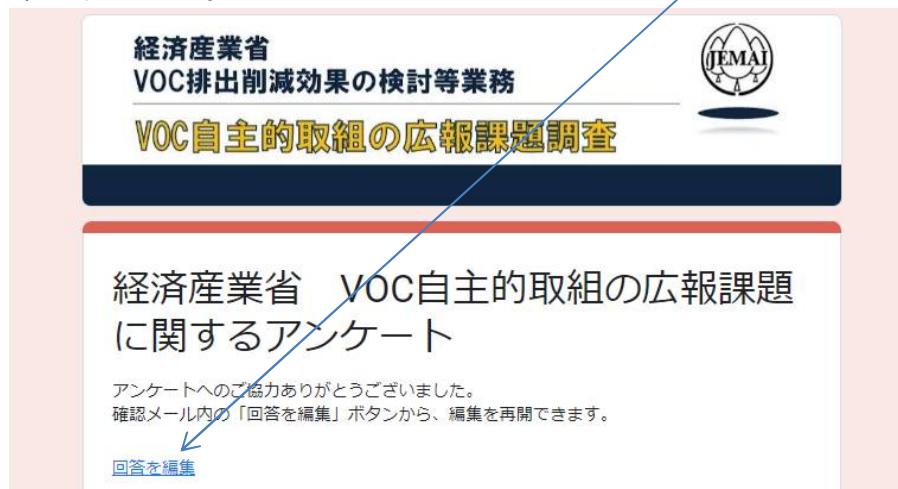 経済産業省
VOC排出削減効果の検討等業務
JEMAI
VOC自主的取組の広報課題調査
経済産業省　VOC自主的取組の広報課題
に関するアンケート
アンケートへのご協力ありがとうございました。
確認メール内の「回答を編集」ボタンから、編集を再開できます。
回答を編集